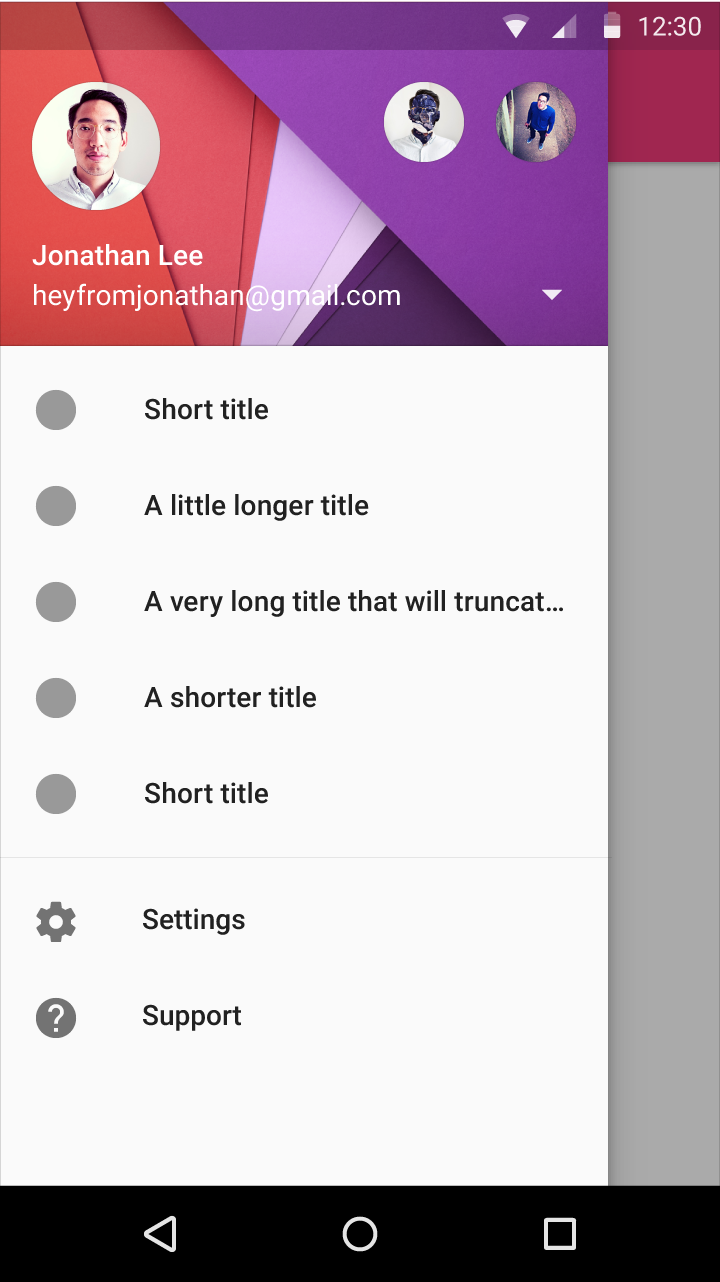 12:30
Jonathan Lee
heyfromjonathan@gmail.com
Short title
A little longer title
A very long title that will truncat…
A shorter title
Short title
Settings
Support